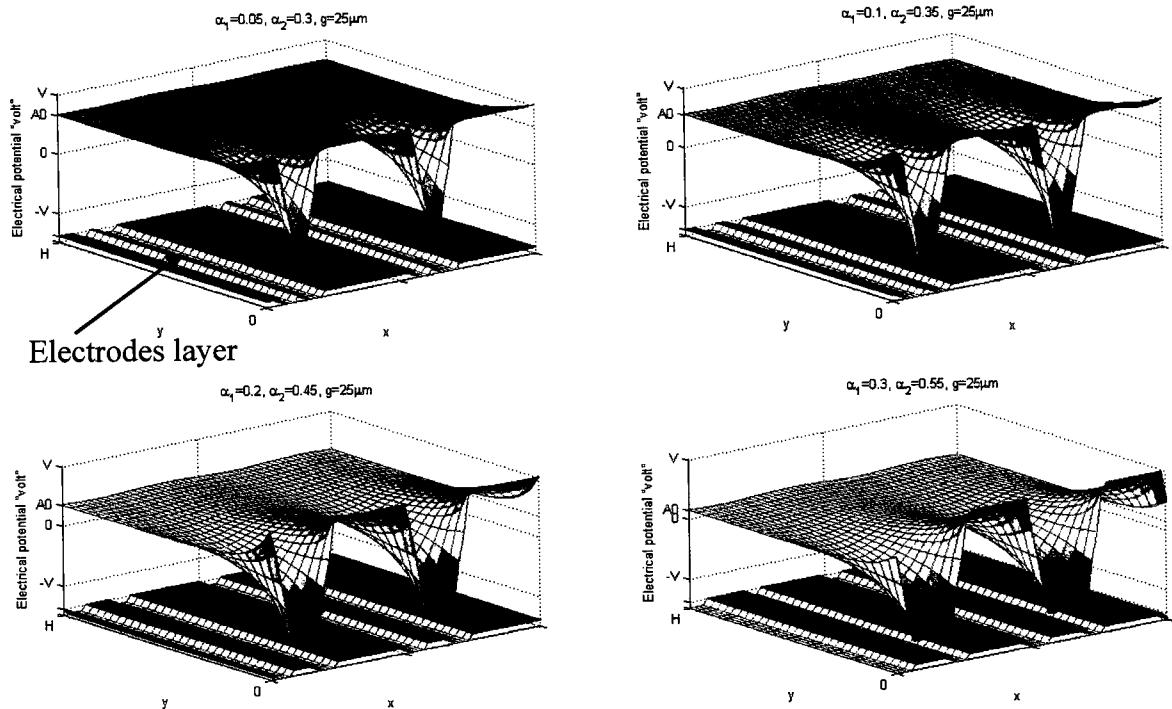 α1=0.05, α2=0.3, g=25μm
Electrical potential "volt"
V
A0
0
-V
H
y
0
x
Electrodes layer
α1=0.1, α2=0.35, g=25μm
Electrical potential "volt"
V
A0
0
-V
H
y
0
x
α1=0.2, α2=0.45, g=25μm
Electrical potential "volt"
V
A0
0
-V
H
y
0
x
α1=0.3, α2=0.55, g=25μm
Electrical potential "volt"
V
A0
0
-V
H
y
0
x